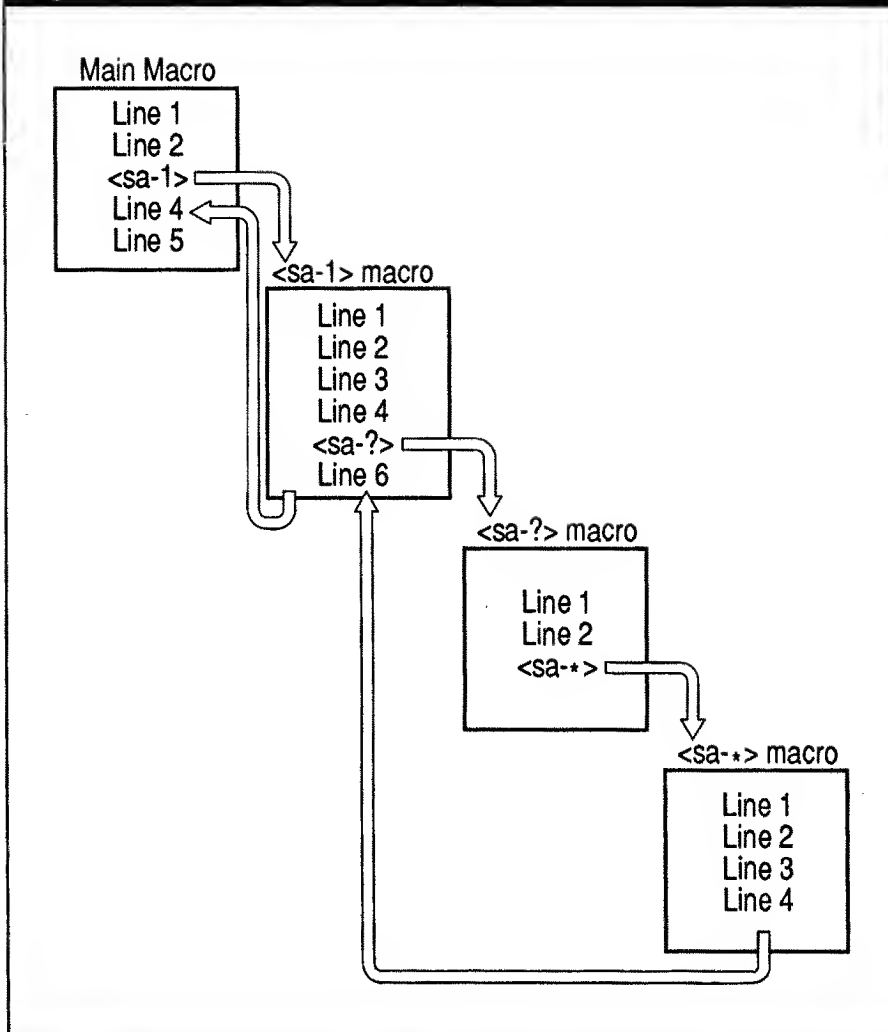 Main Macro
Line 1
Line 2
<sa-1>
Line 4
Line 5
<sa-1> macro
Line 1
Line 2
Line 3
Line 4
<sa-?>
Line 6
<sa-?> macro
Line 1
Line 2
<sa-*>
<sa-*> macro
Line 1
Line 2
Line 3
Line 4